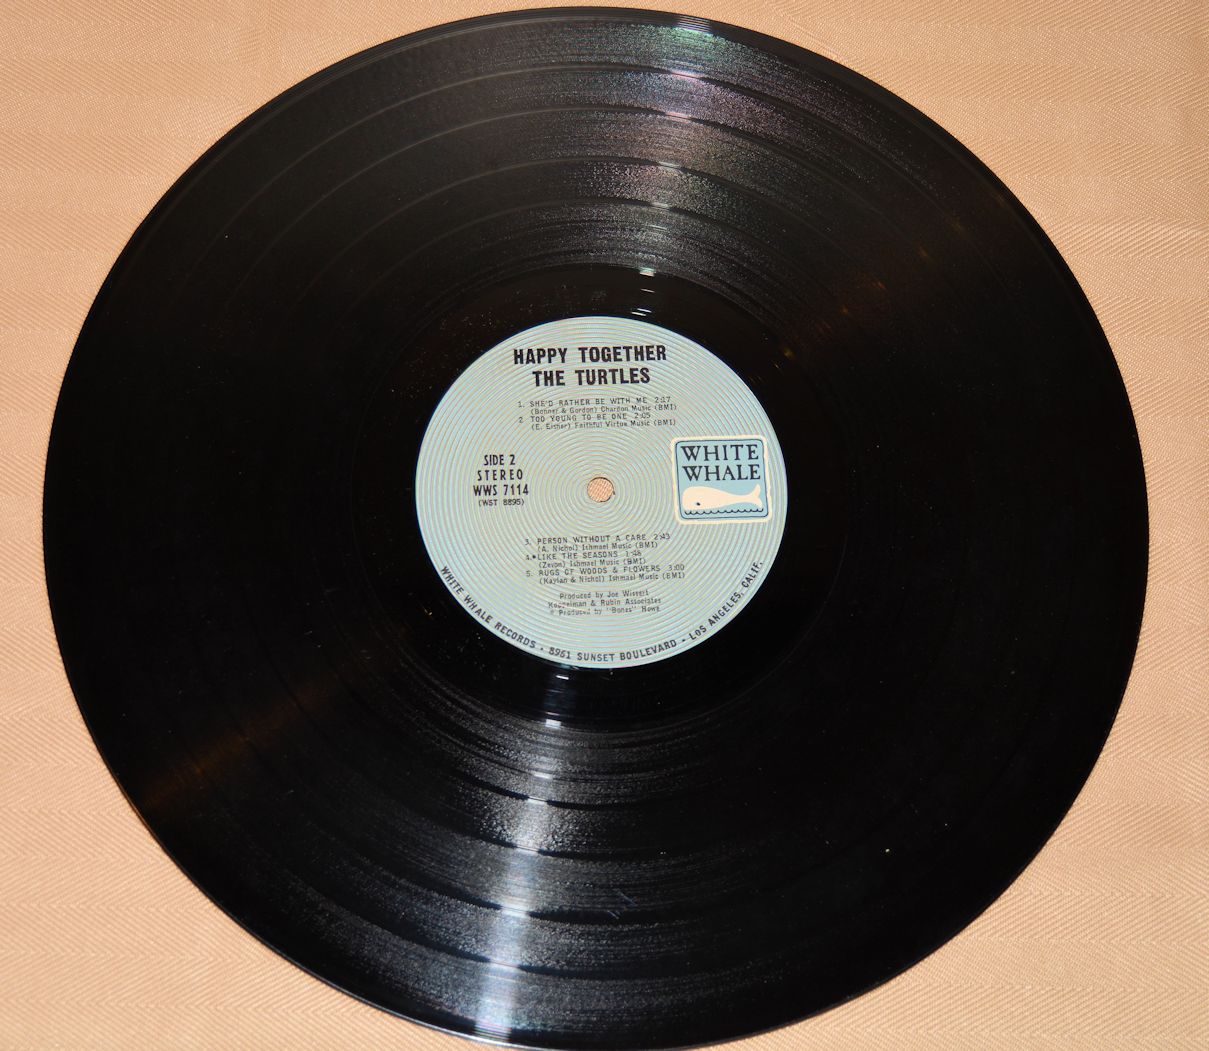 HAPPY TOGETHER
THE TURTLES
1. SHE'D RATHER BE WITH ME 2:17
(Bonner & Gordon) Chardon Music (BMI)
2 TOO YOUNG TO BE ONE 2:05
(E. Eisner) Faithful Virtue Music (BMI)
SIDE 2
STEREO
WWS 7114
(WST 8895)
WHITE
WHALE
3. PERSON WITHOUT A CARE 2:43
(A. Nichol) Ishmael Music (BMI)
4.*LIKE THE SEASONS 1:48
(Zevon) Ishmael Music (BMI)
5. RUGS OF WOODS & FLOWERS 3:00
(Kaylan & Nichol) Ishmael Music (BMI)
Produced by Joe Wissert
Koppelman & Rubin Associates
* Produced by "Bones" Howe
WHITE WHALE RECORDS • 8961 SUNSET BOULEVARD • LOS ANGELES, CALIF.